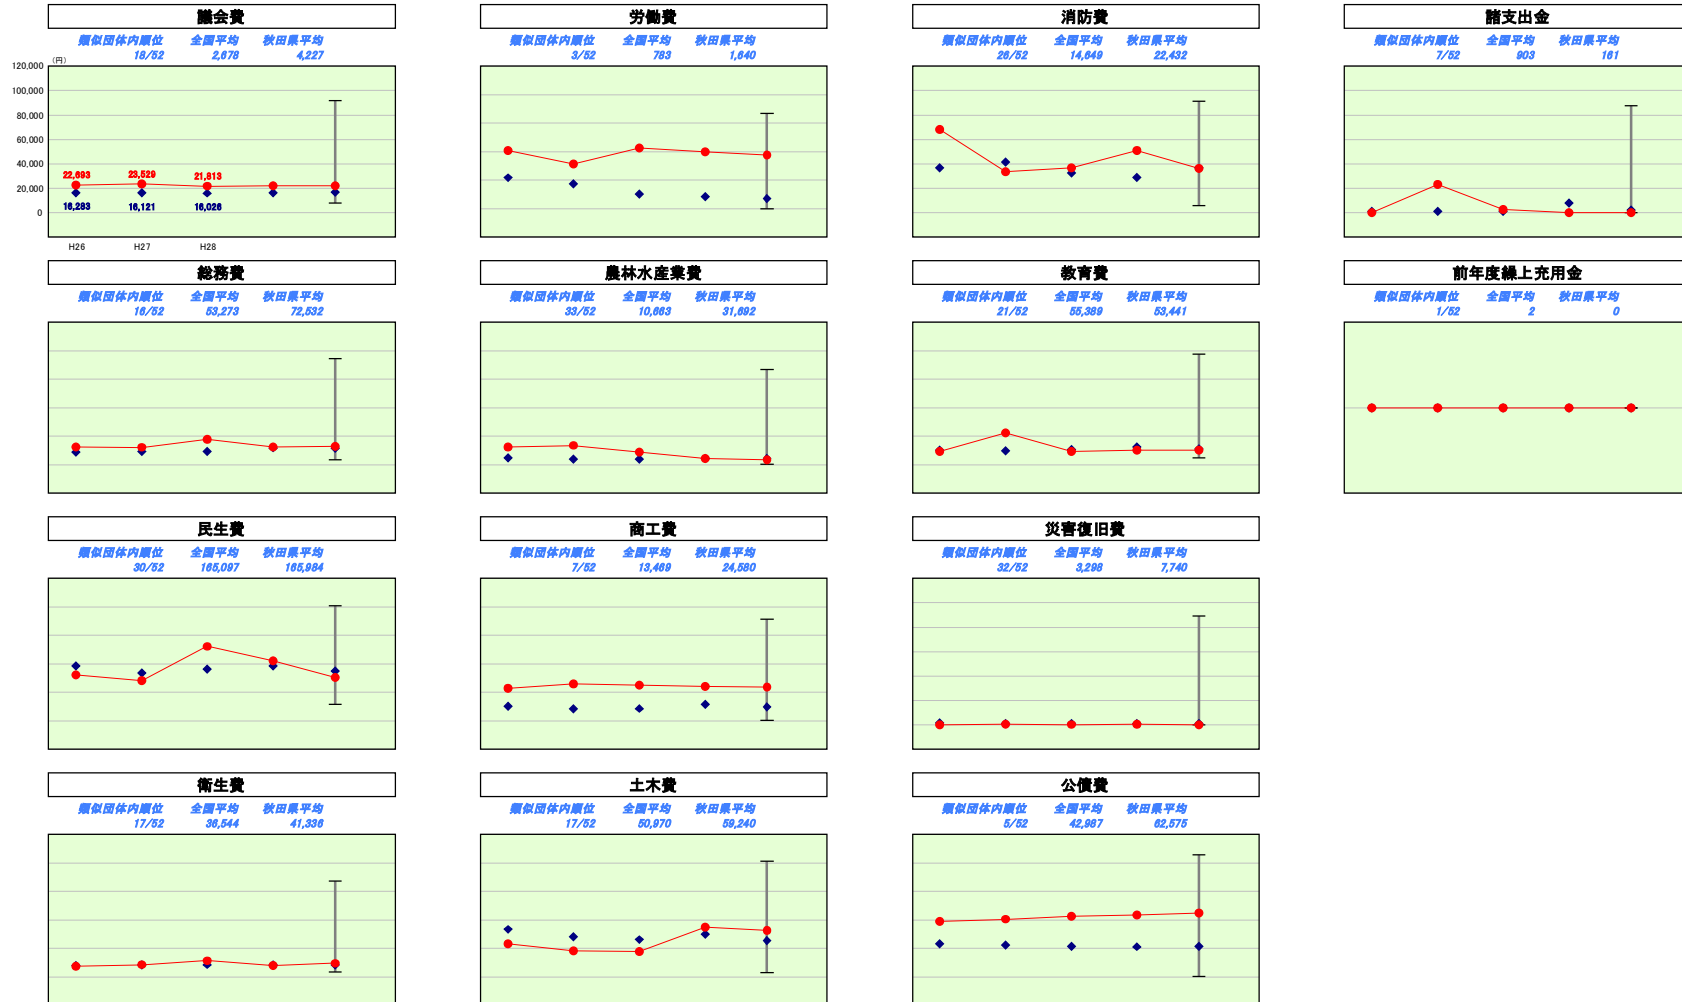 議会費
類似団体内順位 全国平均 秋田県平均
18/52 2,678 4,227
(円)
120,000
100,000
80,000
60,000
40,000
20,000
0
22,693 23,529 21,813
16,283 16,121 16,026
H26 H27 H28
労働費
類似団体内順位 全国平均 秋田県平均
3/52 783 1,640
消防費
類似団体内順位 全国平均 秋田県平均
26/52 14,649 22,432
諸支出金
類似団体内順位 全国平均 秋田県平均
7/52 903 161
総務費
類似団体内順位 全国平均 秋田県平均
16/52 53,273 72,532
農林水産業費
類似団体内順位 全国平均 秋田県平均
33/52 10,663 31,692
教育費
類似団体内順位 全国平均 秋田県平均
21/52 55,389 53,441
前年度繰上充用金
類似団体内順位 全国平均 秋田県平均
1/52 2 0
民生費
類似団体内順位 全国平均 秋田県平均
30/52 165,097 165,984
商工費
類似団体内順位 全国平均 秋田県平均
7/52 13,469 24,580
災害復旧費
類似団体内順位 全国平均 秋田県平均
32/52 3,298 7,740
衛生費
類似団体内順位 全国平均 秋田県平均
17/52 36,544 41,336
土木費
類似団体内順位 全国平均 秋田県平均
17/52 50,970 59,240
公債費
類似団体内順位 全国平均 秋田県平均
5/52 42,987 62,575